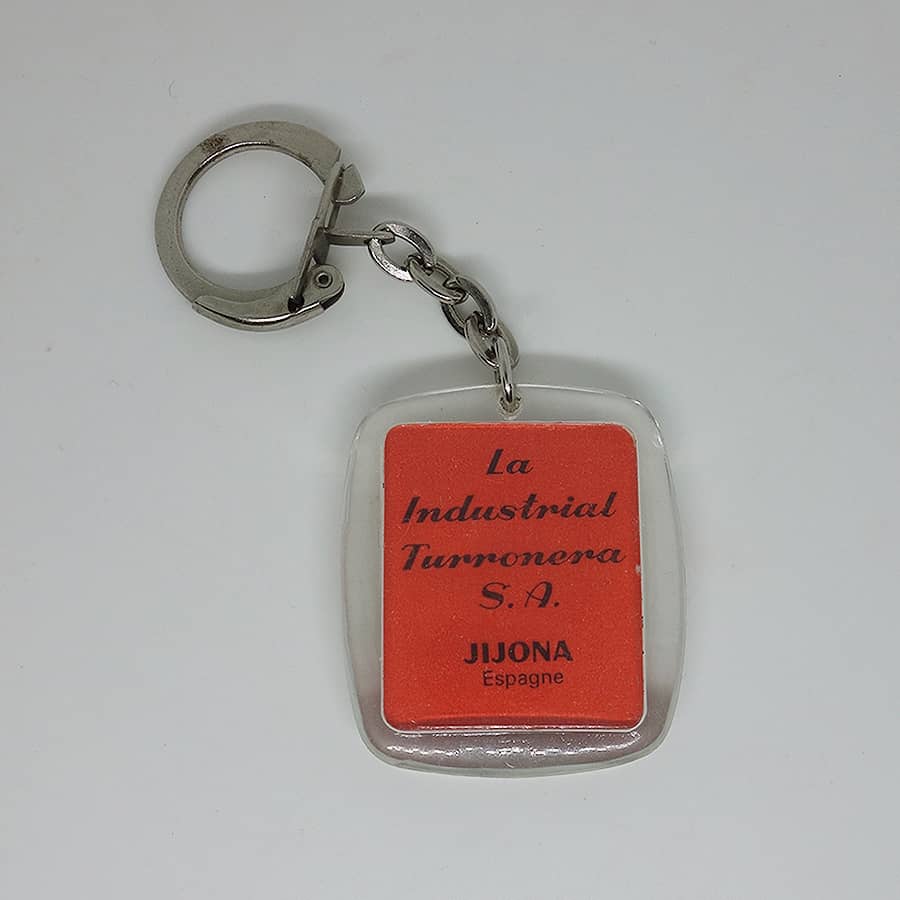 La
Industrial
Turronera
S. A.
JIJONA
Espagne